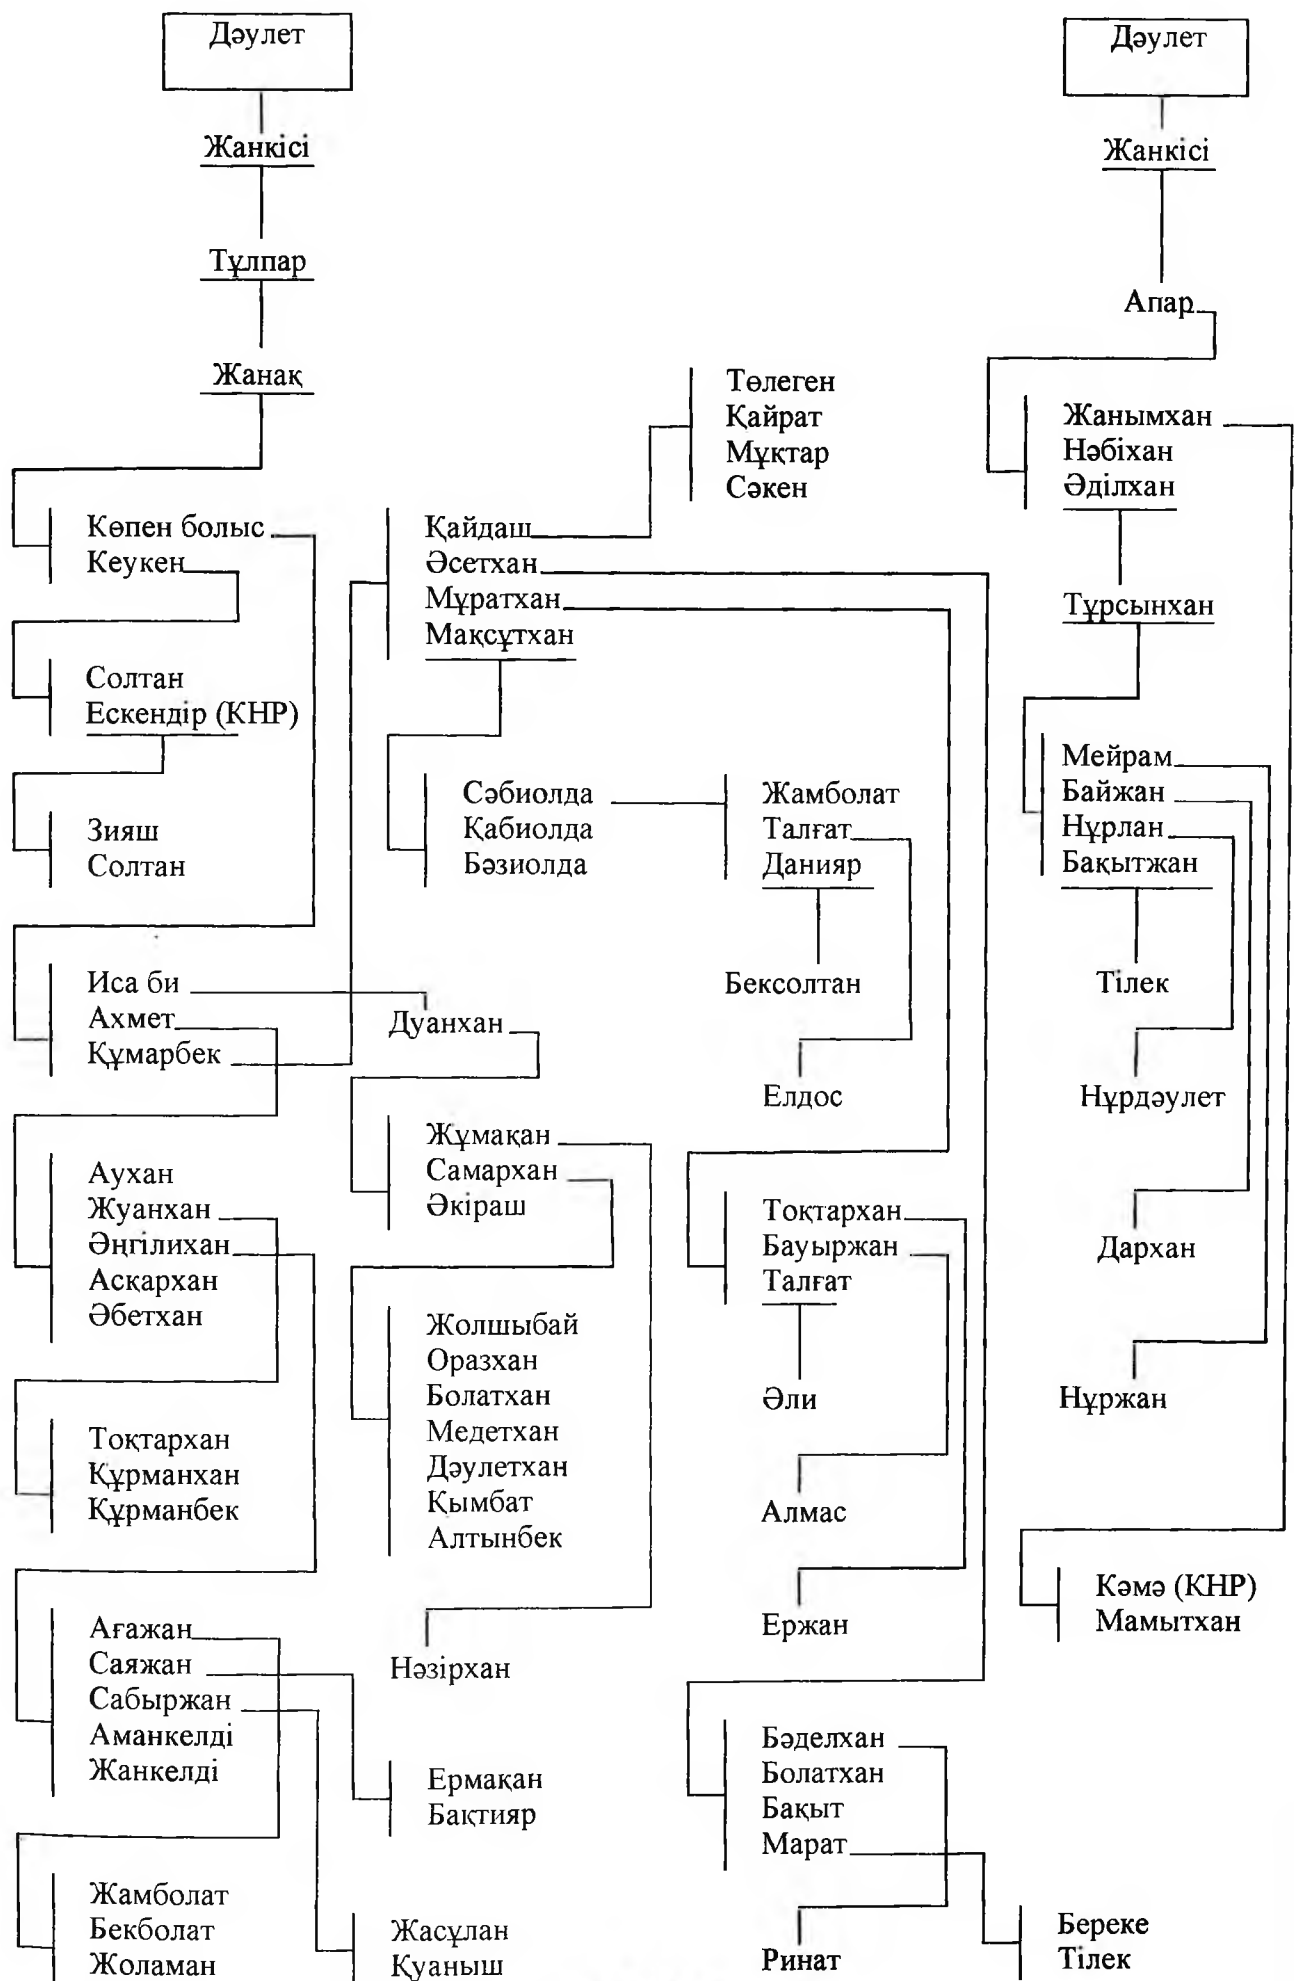 Дәулет
Жанкісі
Тұлпар
Жанақ
Көпен болыс
Кеукен
Солтан
Ескендір (КНР)
Зияш
Солтан
Иса би
Ахмет
Құмарбек
Аухан
Жуанхан
Әңгілихан
Асқархан
Әбетхан
Тоқтархан
Құрманхан
Құрманбек
Ағажан
Саяжан
Сабыржан
Аманкелді
Жанкелді
Жамболат
Бекболат
Жоламан
Қайдаш
Әсетхан
Мұратхан
Мақсұтхан
Сәбиолда
Қабиолда
Бәзиолда
Дуанхан
Жұмақан
Самархан
Әкіраш
Жолшыбай
Оразхан
Болатхан
Медетхан
Дәулетхан
Қымбат
Алтынбек
Нәзірхан
Ермақан
Бақтияр
Жасұлан
Қуаныш
Төлеген
Қайрат
Мұқтар
Сәкен
Жамболат
Талғат
Данияр
Бексолтан
Елдос
Тоқтархан
Бауыржан
Талғат
Әли
Алмас
Ержан
Бәделхан
Болатхан
Бақыт
Марат
Ринат
Дәулет
Жанкісі
Апар
Жанымхан
Нәбіхан
Әділхан
Тұрсынхан
Мейрам
Байжан
Нұрлан
Бақытжан
Тілек
Нұрдәулет
Дархан
Нұржан
Кәмә (КНР)
Мамытхан
Береке
Тілек